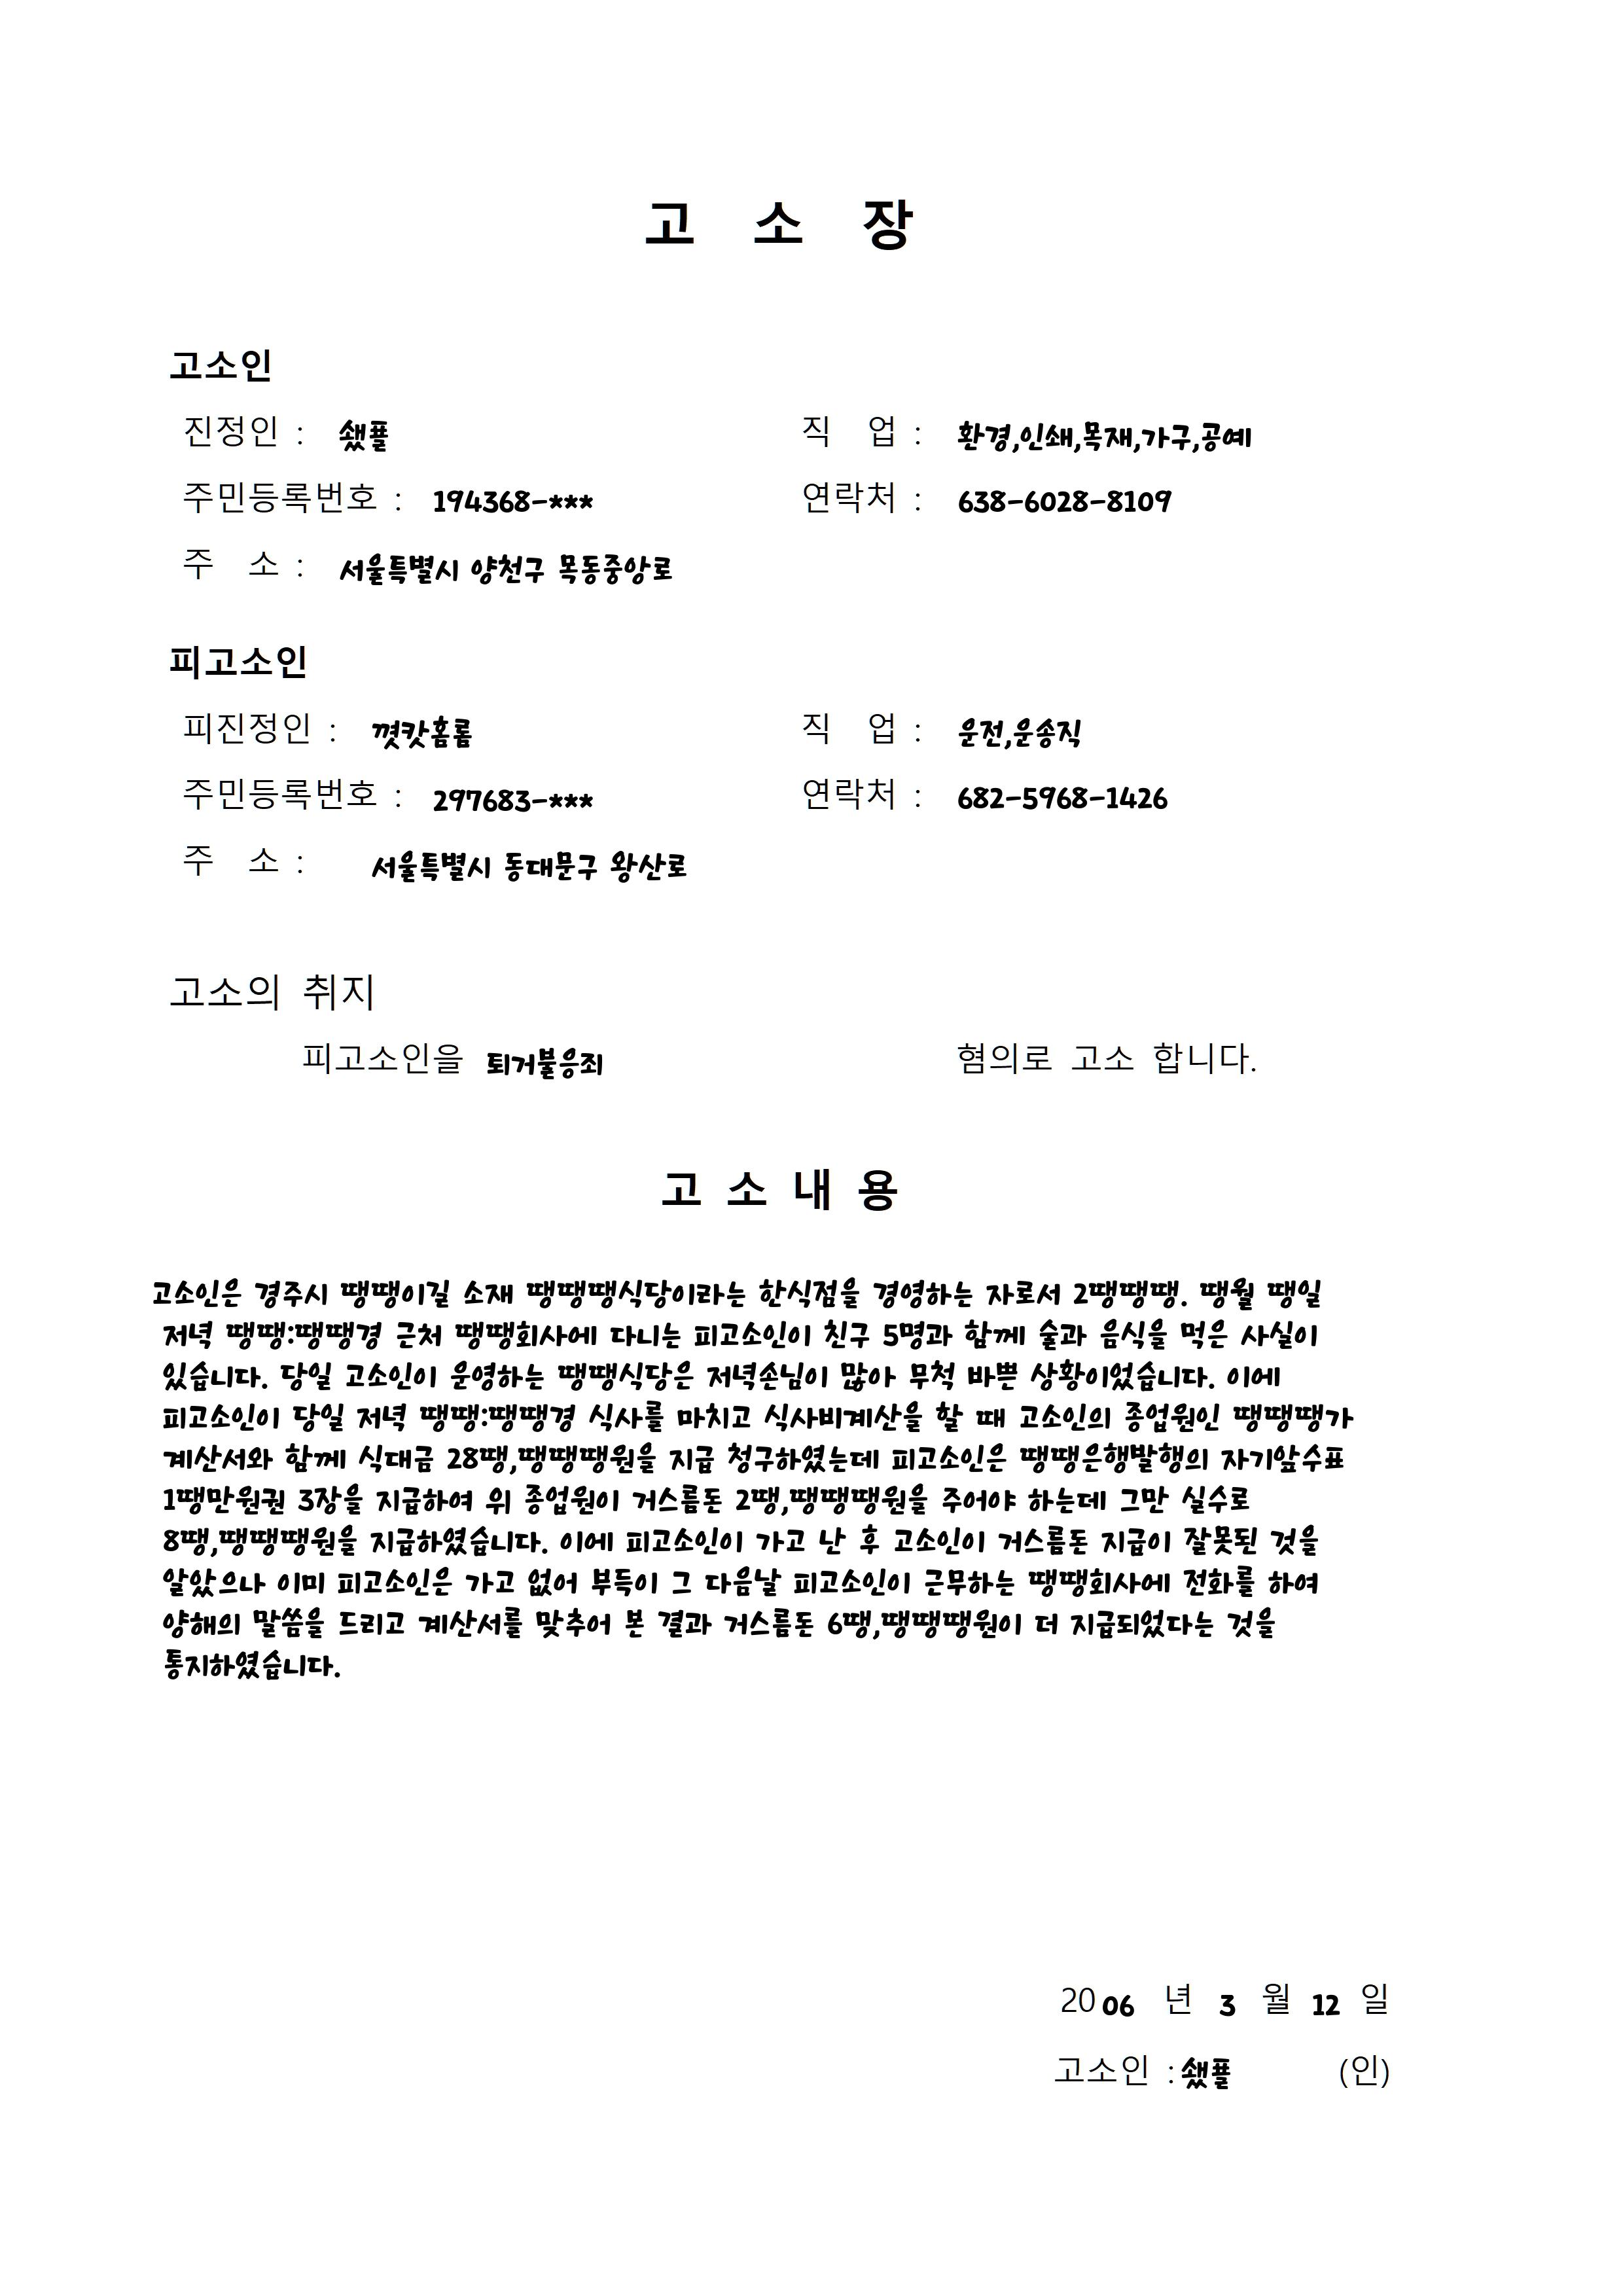 고 소 장
고소인
진정인 : 쇘플 직 업 : 환경,인쇄,목재,가구,공예
주민등록번호 : 194368-*** 연락처 : 638-6028-8109
주 소 : 서울특별시 양천구 목동중앙로
피고소인
피진정인 : 꼇캇홈롬 직 업 : 운전,운송직
주민등록번호 : 297683-*** 연락처 : 682-5968-1426
주 소 : 서울특별시 동대문구 왕산로
고소의 취지
피고소인을 퇴거불응죄 혐의로 고소 합니다.
고 소 내 용
고소인은 경주시 땡땡이길 소재 땡땡땡식당이라는 한식점을 경영하는 자로서 2땡땡땡. 땡월 땡일
저녁 땡땡:땡땡경 근처 땡땡회사에 다니는 피고소인이 친구 5명과 함께 술과 음식을 먹은 사실이
있습니다. 당일 고소인이 운영하는 땡땡식당은 저녁손님이 많아 무척 바쁜 상황이었습니다. 이에
피고소인이 당일 저녁 땡땡:땡땡경 식사를 마치고 식사비계산을 할 때 고소인의 종업원인 땡땡땡가
계산서와 함께 식대금 28땡,땡땡땡원을 지급 청구하였는데 피고소인은 땡땡은행발행의 자기앞수표
1땡만원권 3장을 지급하여 위 종업원이 거스름돈 2땡,땡땡땡원을 주어야 하는데 그만 실수로
8땡,땡땡땡원을 지급하였습니다. 이에 피고소인이 가고 난 후 고소인이 거스름돈 지급이 잘못된 것을
알았으나 이미 피고소인은 가고 없어 부득이 그 다음날 피고소인이 근무하는 땡땡회사에 전화를 하여
양해의 말씀을 드리고 계산서를 맞추어 본 결과 거스름돈 6땡,땡땡땡원이 더 지급되었다는 것을
통지하였습니다.
2006 년 3 월 12 일
고소인 : 쇘플 (인)